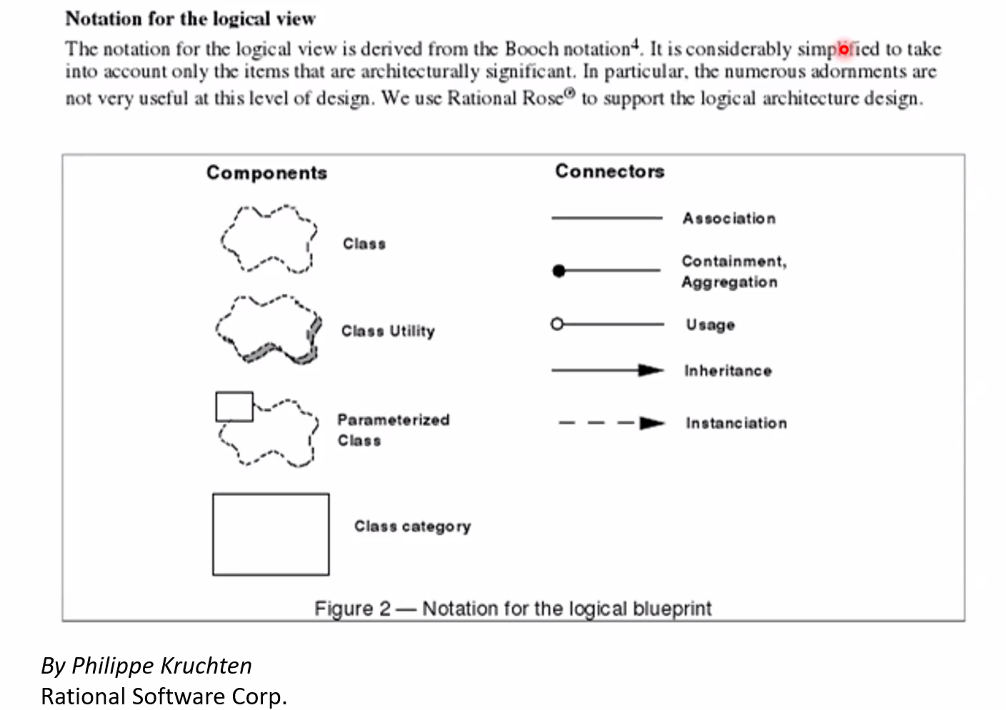 Notation for the logical view
The notation for the logical view is derived from the Booch notation⁴. It is considerably simplified to take
into account only the items that are architecturally significant. In particular, the numerous adornments are
not very useful at this level of design. We use Rational Rose® to support the logical architecture design.
Components
Connectors
Class
Class Utility
Parameterized
Class
Class category
Association
Containment,
Aggregation
Usage
Inheritance
Instanciation
Figure 2 — Notation for the logical blueprint
By Philippe Kruchten
Rational Software Corp.